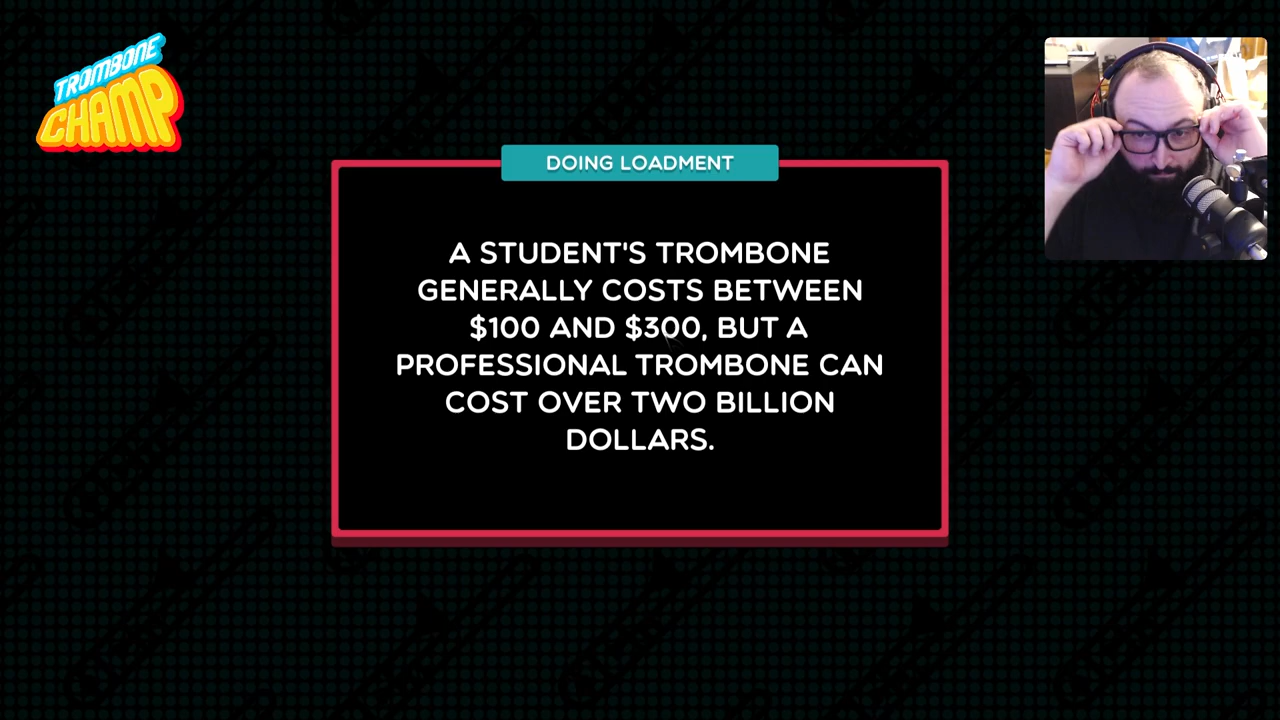 TROMBONE
CHAMP
DOING LOADMENT
A STUDENT'S TROMBONE
GENERALLY COSTS BETWEEN
$100 AND $300, BUT A
PROFESSIONAL TROMBONE CAN
COST OVER TWO BILLION
DOLLARS.